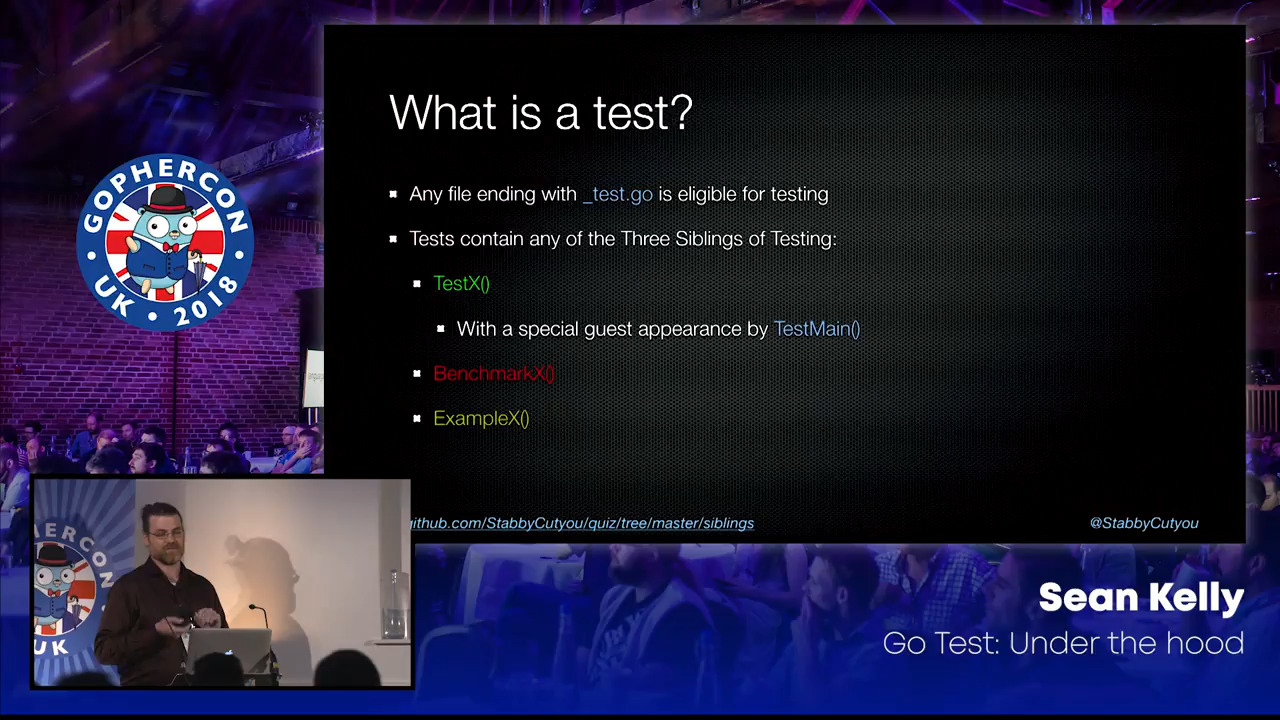 What is a test?
Any file ending with _test.go is eligible for testing
Tests contain any of the Three Siblings of Testing:
TestX()
With a special guest appearance by TestMain()
BenchmarkX()
ExampleX()
github.com/StabbyCutyou/quiz/tree/master/siblings
@StabbyCutyou
GOPHERCON
UK • 2018
Sean Kelly
Go Test: Under the hood
UK